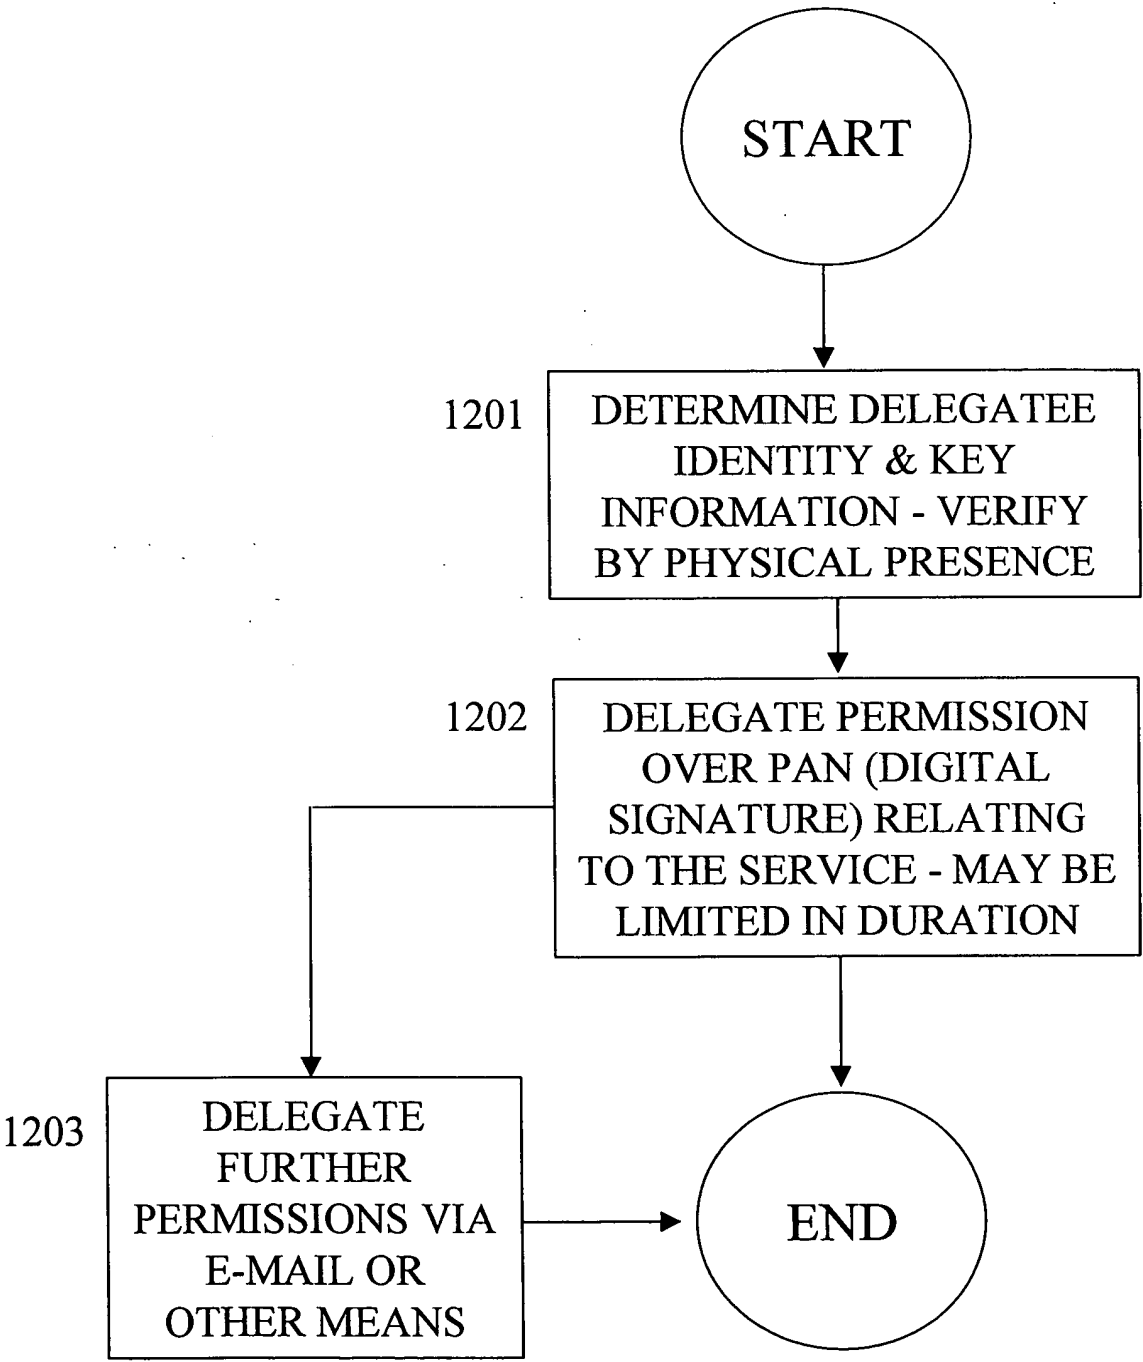 START
1201
DETERMINE DELEGATEE
IDENTITY & KEY
INFORMATION - VERIFY
BY PHYSICAL PRESENCE
1202
DELEGATE PERMISSION
OVER PAN (DIGITAL
SIGNATURE) RELATING
TO THE SERVICE - MAY BE
LIMITED IN DURATION
1203
DELEGATE
FURTHER
PERMISSIONS VIA
E-MAIL OR
OTHER MEANS
END